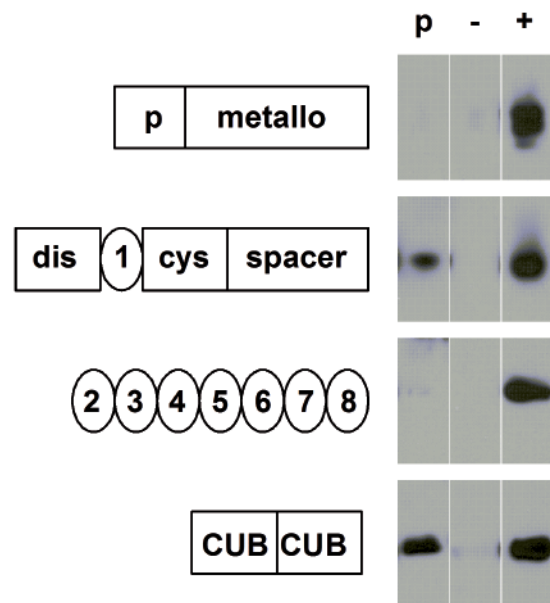 p - +
p metallo
dis 1 cys spacer
2 3 4 5 6 7 8
CUB CUB